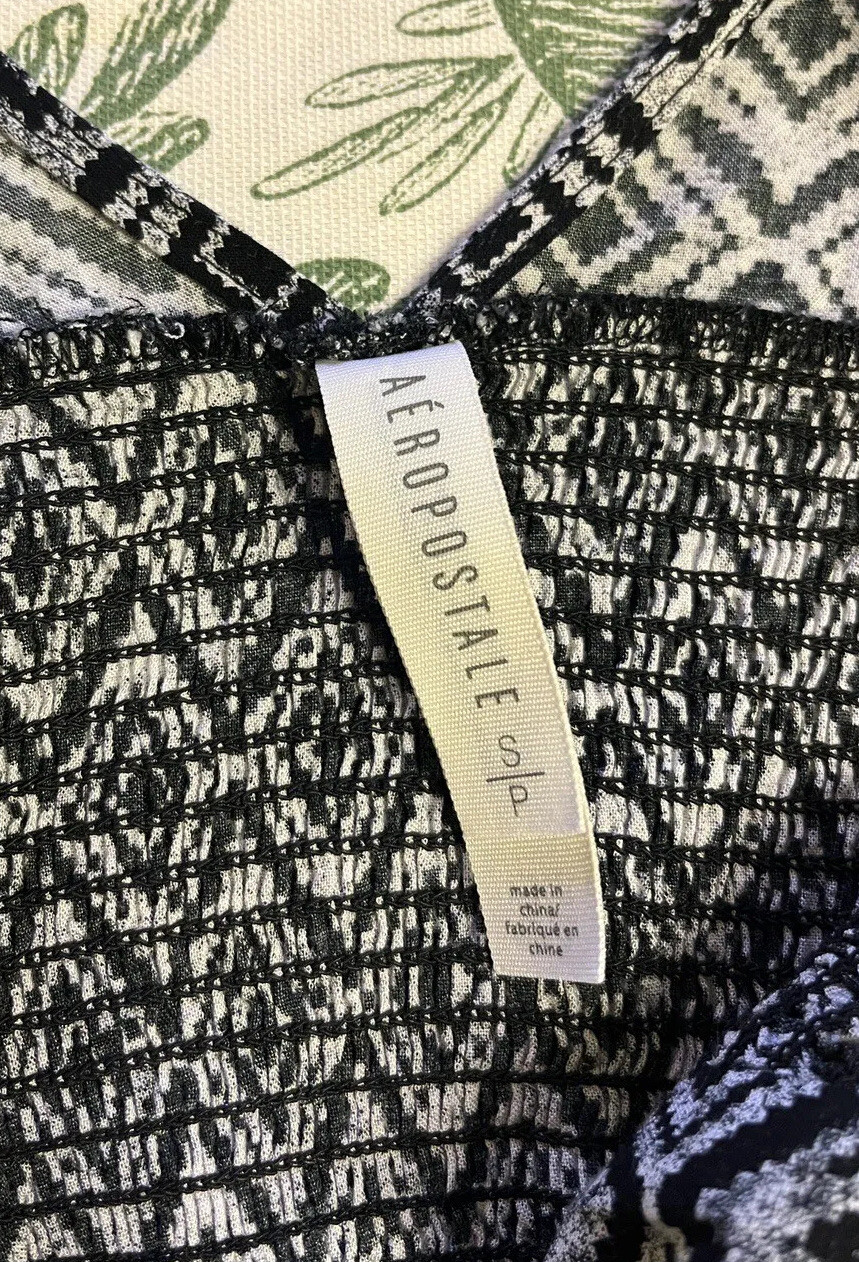 AÉROPOSTALE S|P
made in
china/
fabriqué en
chine